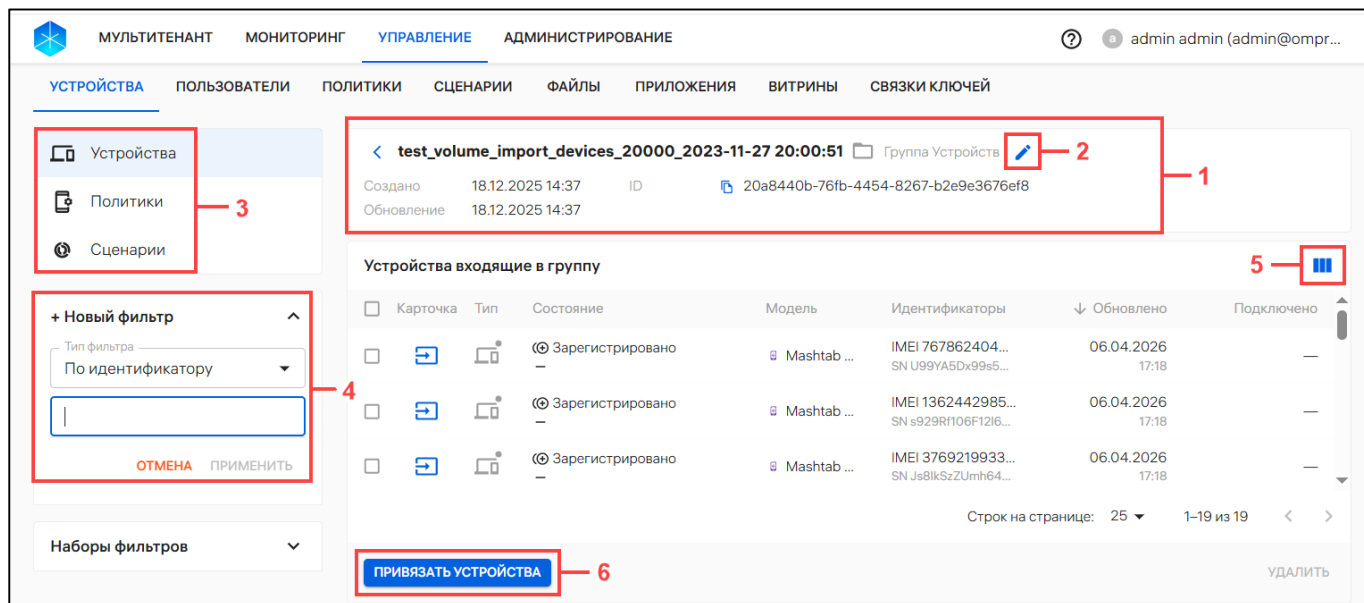 МУЛЬТИТЕНАНТ МОНИТОРИНГ УПРАВЛЕНИЕ АДМИНИСТРИРОВАНИЕ a admin admin (admin@ompr...
УСТРОЙСТВА ПОЛЬЗОВАТЕЛИ ПОЛИТИКИ СЦЕНАРИИ ФАЙЛЫ ПРИЛОЖЕНИЯ ВИТРИНЫ СВЯЗКИ КЛЮЧЕЙ
Устройства
Политики
Сценарии
3
+ Новый фильтр
Тип фильтра
По идентификатору
4
ОТМЕНА ПРИМЕНИТЬ
Наборы фильтров
test_volume_import_devices_20000_2023-11-27 20:00:51 Группа Устройств 2
Создано 18.12.2025 14:37 ID 20a8440b-76fb-4454-8267-b2e9e3676ef8
1
Обновление 18.12.2025 14:37
Устройства входящие в группу 5
Карточка Тип Состояние Модель Идентификаторы Обновлено Подключено
Зарегистрировано Mashtab ... IMEI 767862404... 06.04.2026 —
– SN U99YA5Dx99s5... 17:18
Зарегистрировано Mashtab ... IMEI 1362442985... 06.04.2026 —
– SN s929Rf106F12I6... 17:18
Зарегистрировано Mashtab ... IMEI 3769219933... 06.04.2026 —
– SN Js8IkSzZUmh64... 17:18
Строк на странице: 25 1–19 из 19
ПРИВЯЗАТЬ УСТРОЙСТВА 6 УДАЛИТЬ